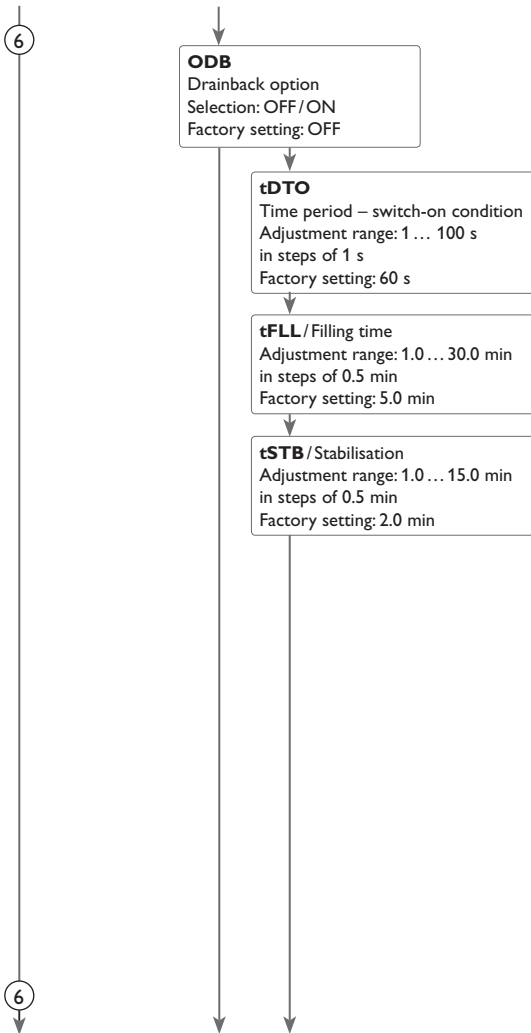 6
ODB
Drainback option
Selection: OFF / ON
Factory setting: OFF
tDTO
Time period – switch-on condition
Adjustment range: 1 … 100 s
in steps of 1 s
Factory setting: 60 s
tFLL / Filling time
Adjustment range: 1.0 … 30.0 min
in steps of 0.5 min
Factory setting: 5.0 min
tSTB / Stabilisation
Adjustment range: 1.0 … 15.0 min
in steps of 0.5 min
Factory setting: 2.0 min
6